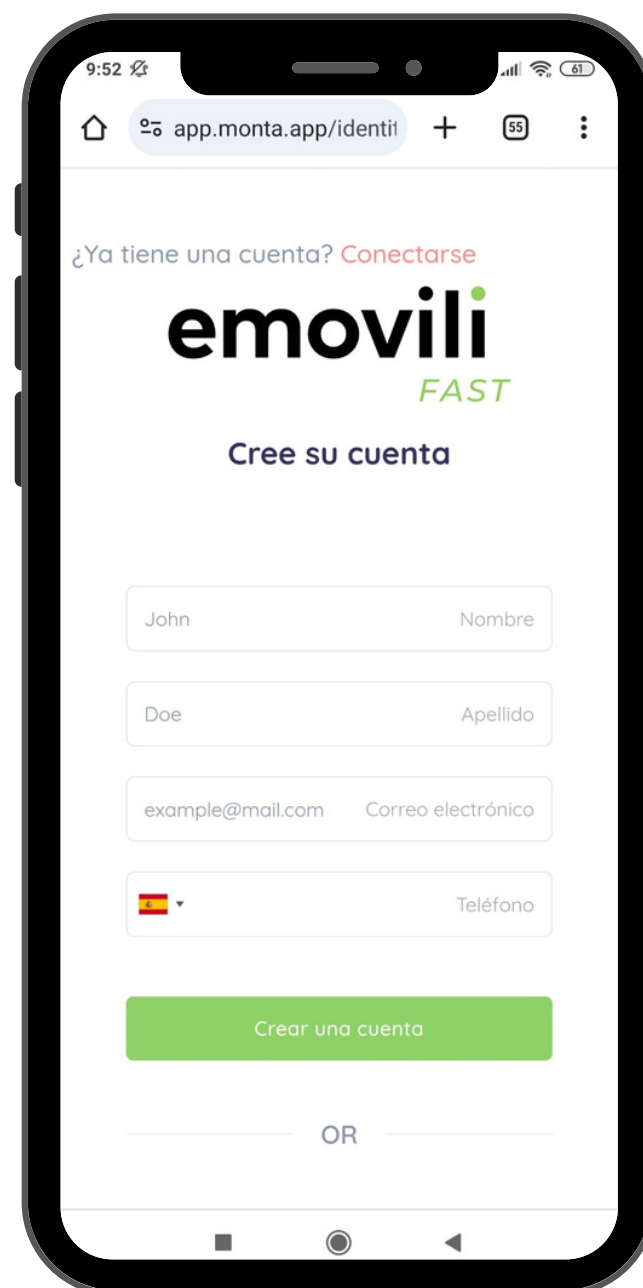 9:52 61
app.monta.app/identit 55
¿Ya tiene una cuenta? Conectarse
emovili
FAST
Cree su cuenta
John Nombre
Doe Apellido
example@mail.com Correo electrónico
Teléfono
Crear una cuenta
OR